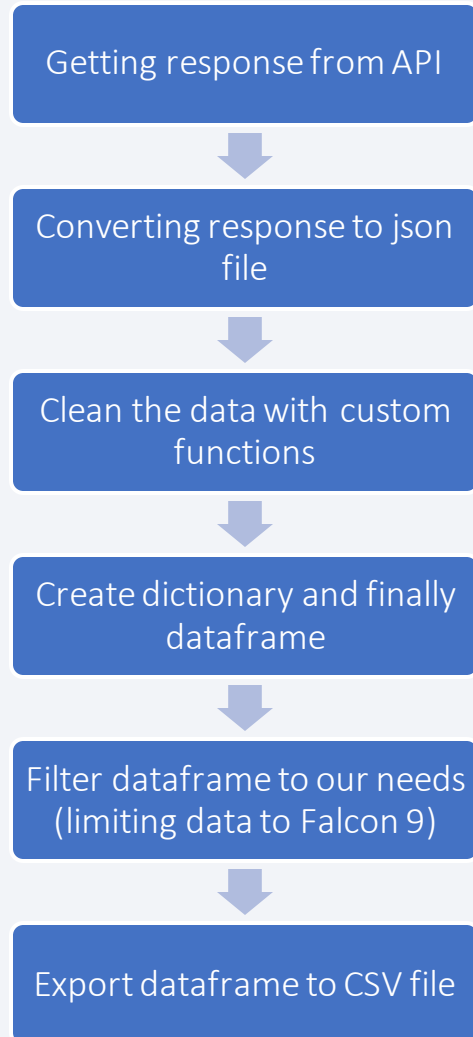 Getting response from API
Converting response to json
file
Clean the data with custom
functions
Create dictionary and finally
dataframe
Filter dataframe to our needs
(limiting data to Falcon 9)
Export dataframe to CSV file